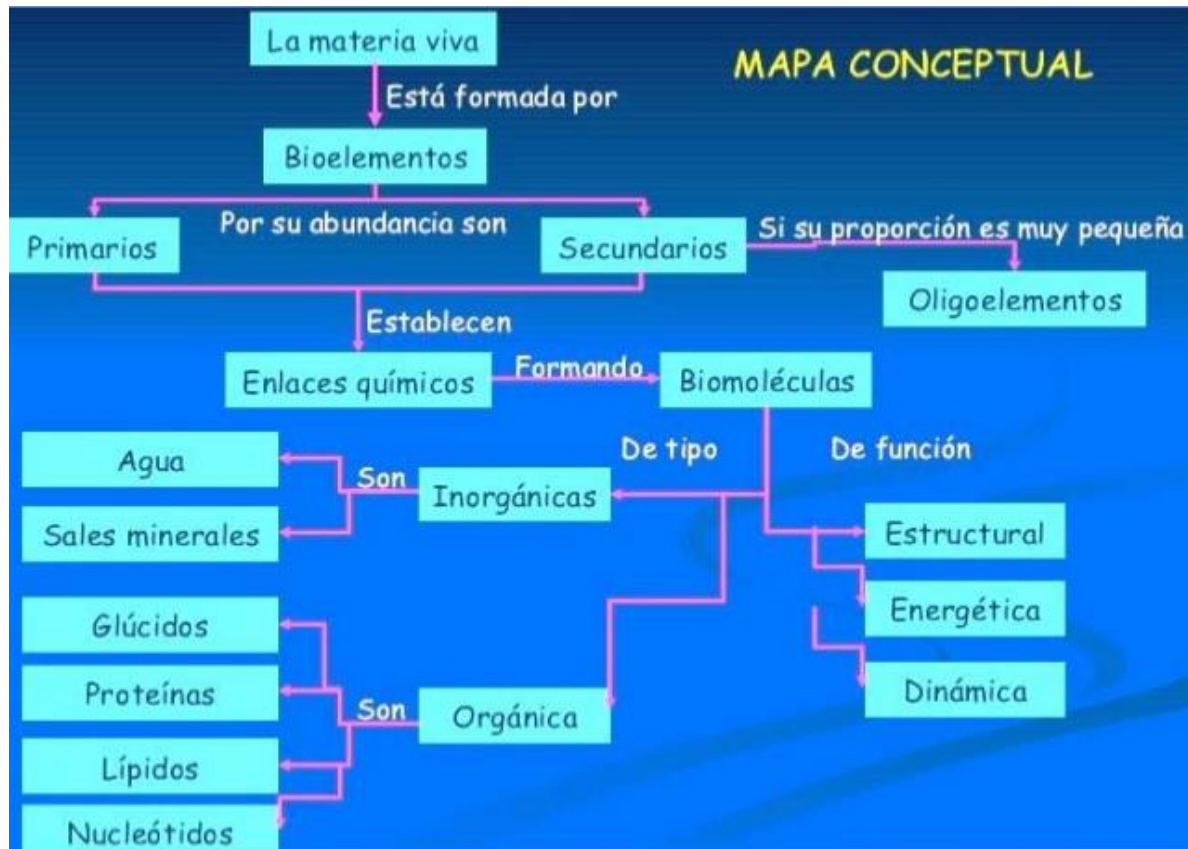 La materia viva
MAPA CONCEPTUAL
Está formada por
Bioelementos
Por su abundancia son
Primarios
Secundarios
Si su proporción es muy pequeña
Oligoelementos
Establecen
Enlaces químicos
Formando
Biomoléculas
De tipo
De función
Agua
Son
Inorgánicas
Sales minerales
Estructural
Energética
Dinámica
Glúcidos
Proteínas
Son
Orgánica
Lípidos
Nucleótidos